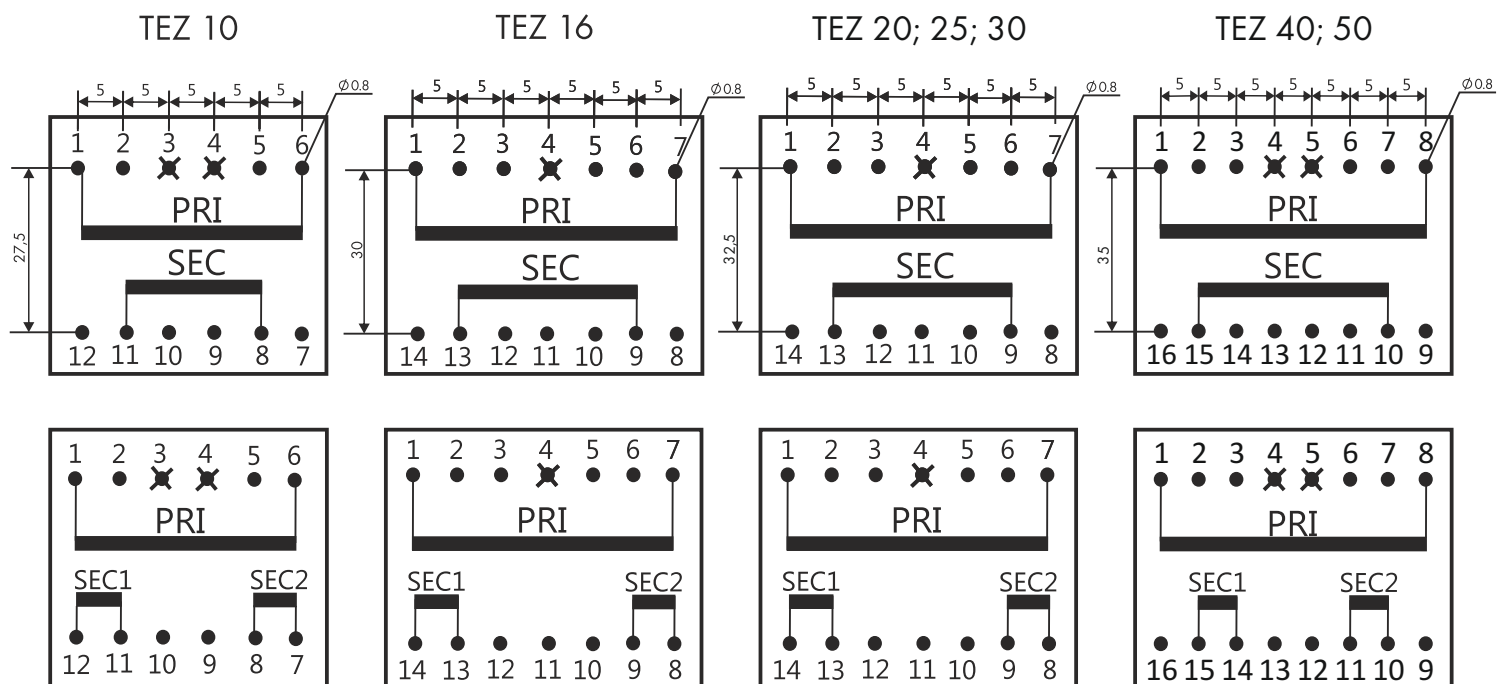 TEZ 10 TEZ 16 TEZ 20; 25; 30 TEZ 40; 50
5 5 5 5 5 Ø0.8 5 5 5 5 5 5 Ø0.8 5 5 5 5 5 5 Ø0.8 5 5 5 5 5 5 5 Ø0.8
1 2 3 4 5 6 1 2 3 4 5 6 7 1 2 3 4 5 6 7 1 2 3 4 5 6 7 8
PRI PRI PRI PRI
27,5 30 32,5 35
SEC SEC SEC SEC
12 11 10 9 8 7 14 13 12 11 10 9 8 14 13 12 11 10 9 8 16 15 14 13 12 11 10 9
1 2 3 4 5 6 1 2 3 4 5 6 7 1 2 3 4 5 6 7 1 2 3 4 5 6 7 8
PRI PRI PRI PRI
SEC1 SEC2 SEC1 SEC2 SEC1 SEC2 SEC1 SEC2
12 11 10 9 8 7 14 13 12 11 10 9 8 14 13 12 11 10 9 8 16 15 14 13 12 11 10 9